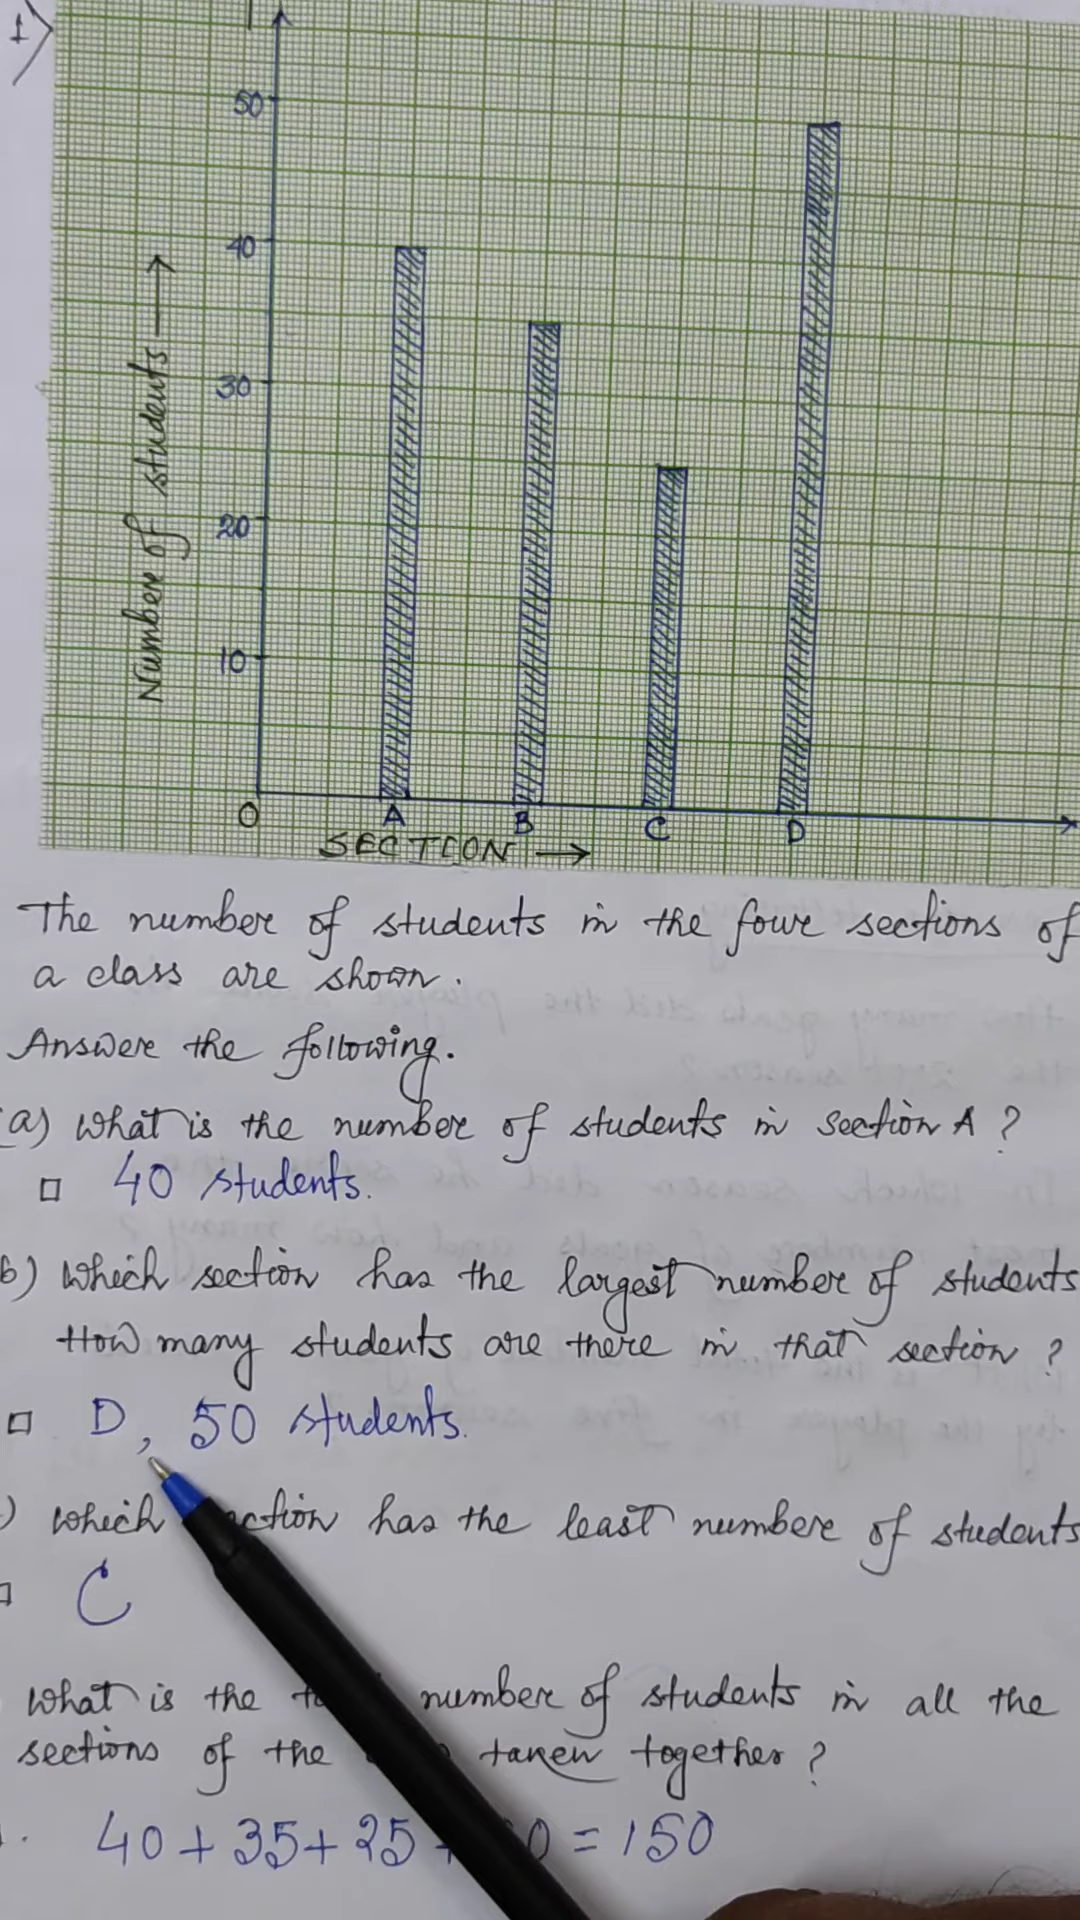 1)
50
40
30
20
10
0
Number of students
A B C D
SECTION
The number of students in the four sections of
a class are shown.
Answer the following.
(a) What is the number of students in section A ?
40 students.
b) Which section has the largest number of students
How many students are there in that section ?
D, 50 students.
) Which section has the least number of students
C
What is the number of students in all the
sections of the taken together ?
40 + 35 + 25 + 0 = 150